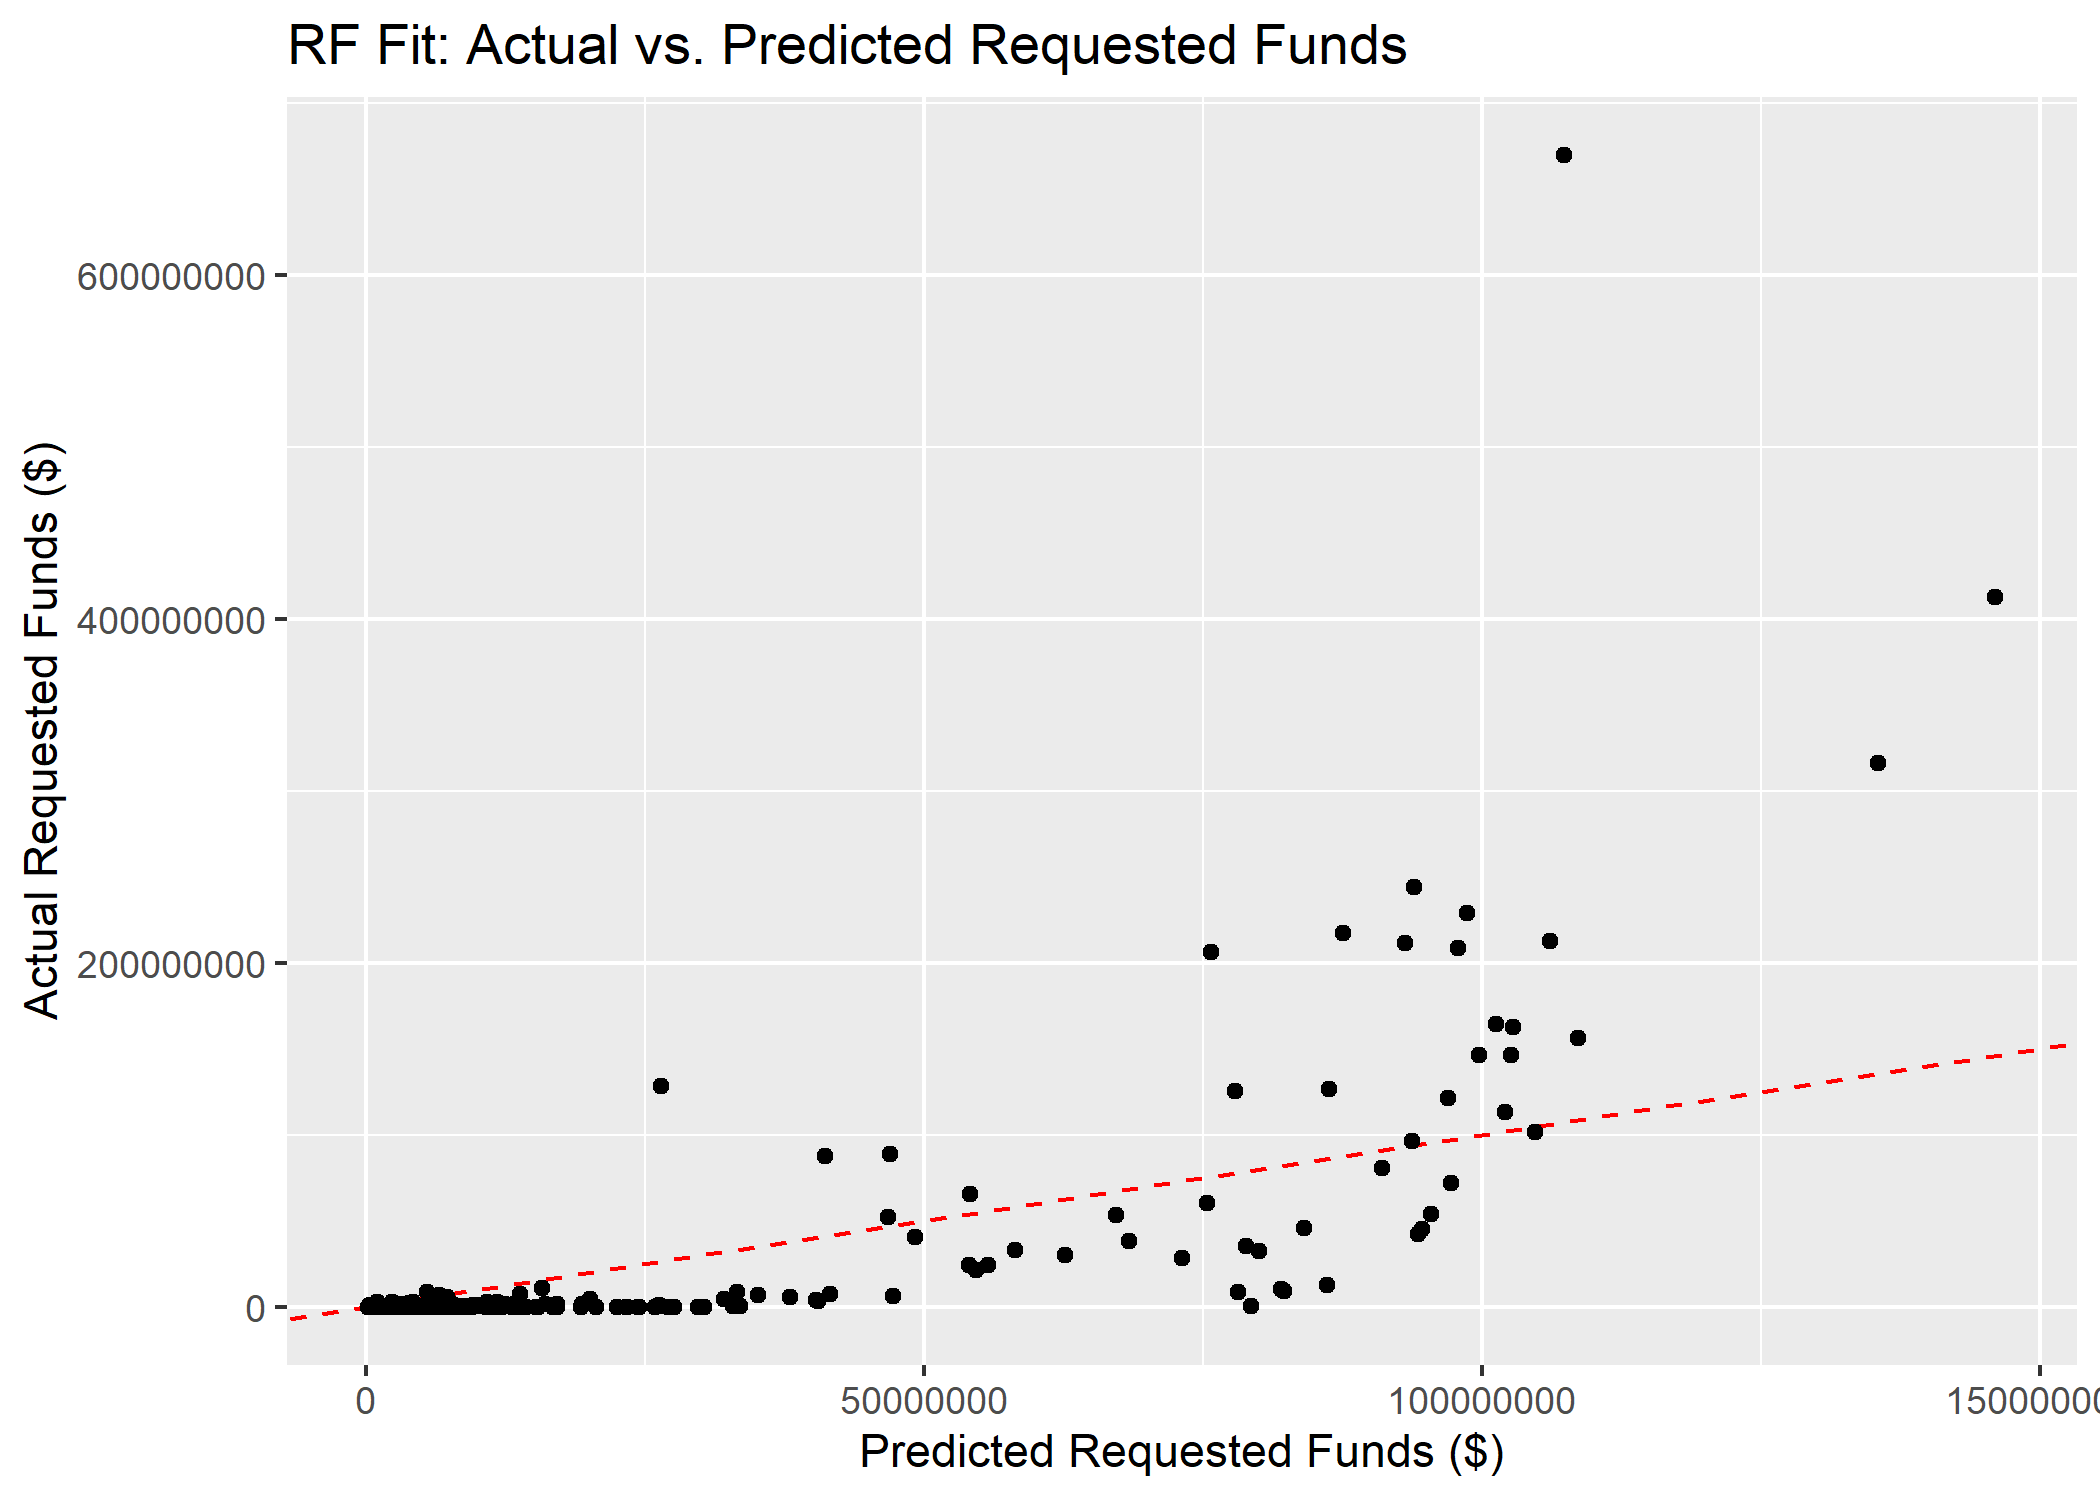 RF Fit: Actual vs. Predicted Requested Funds
Actual Requested Funds ($)
600000000
400000000
200000000
0
0
50000000
100000000
1500000
Predicted Requested Funds ($)